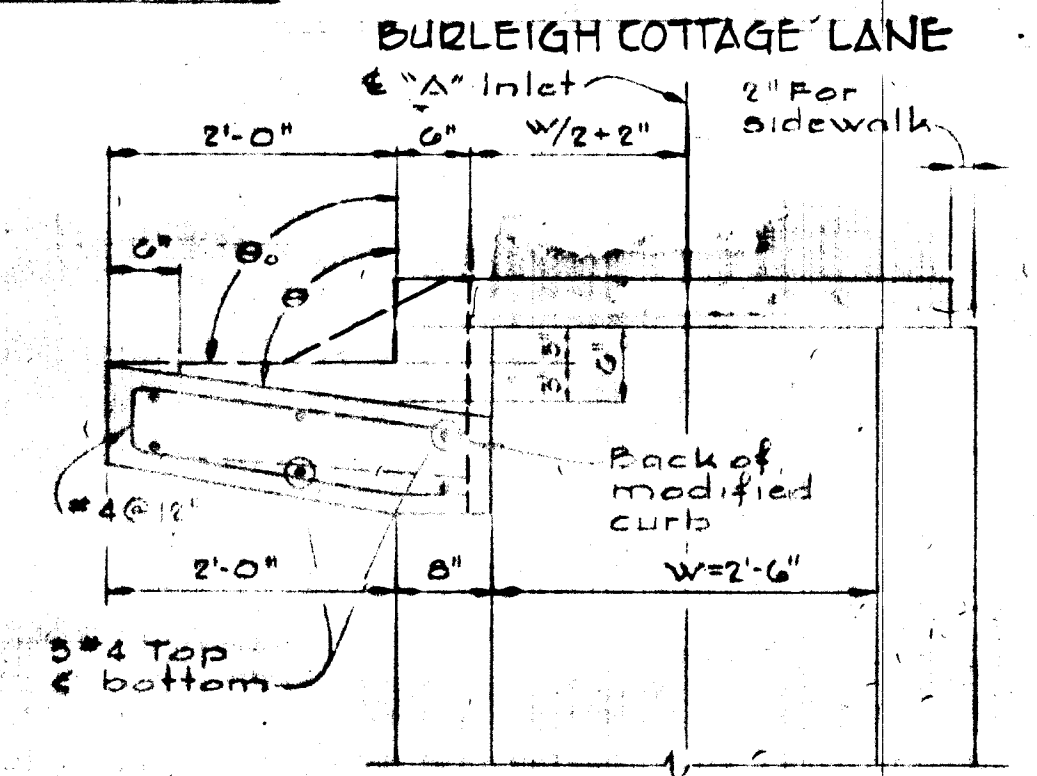 BURLEIGH COTTAGE LANE
℄ "A" Inlet
2" For
sidewalk
2'-0"
6"
W/2+2"
6"
θo
θ
6"
Back of
modified
curb
#4@12"
2'-0"
8"
W=2'-6"
3 #4 Top
& bottom